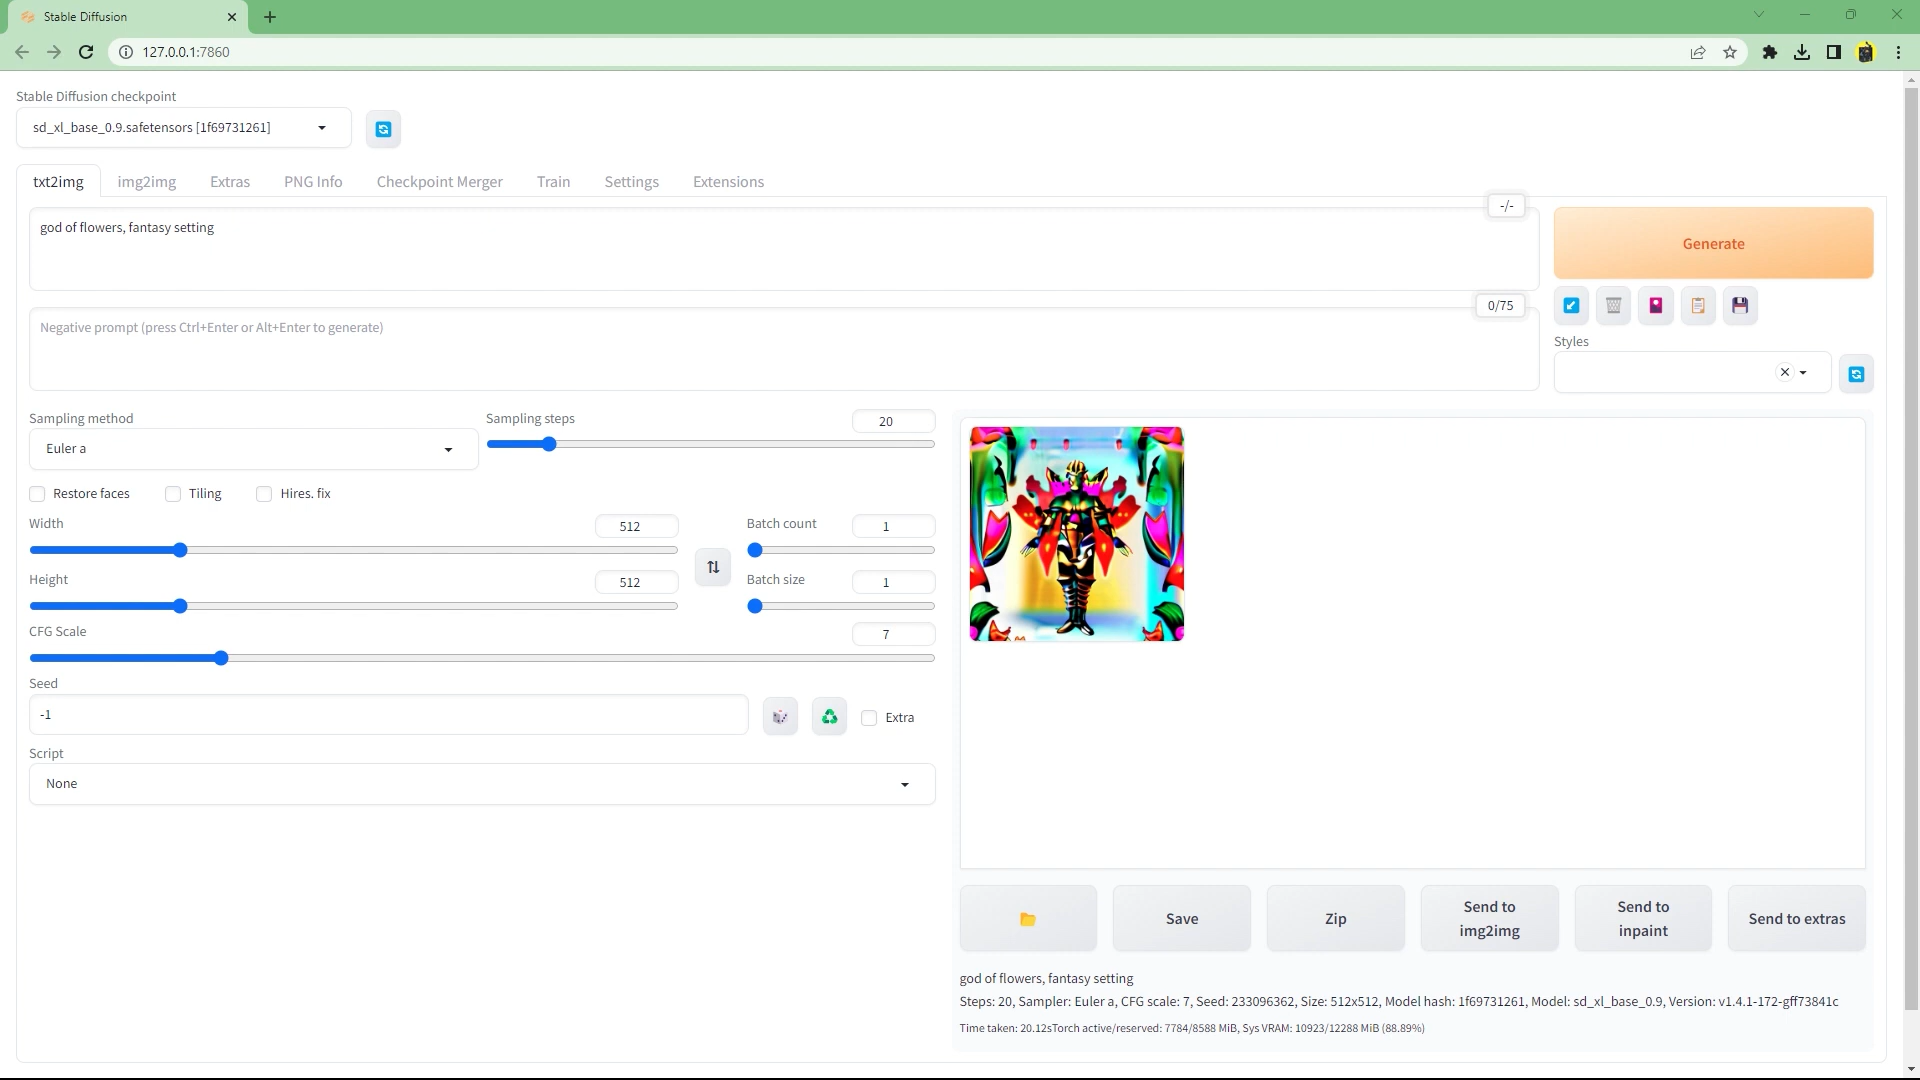 Stable Diffusion
127.0.0.1:7860
Stable Diffusion checkpoint
sd_xl_base_0.9.safetensors [1f69731261]
txt2img img2img Extras PNG Info Checkpoint Merger Train Settings Extensions
-/-
god of flowers, fantasy setting
Generate
0/75
Negative prompt (press Ctrl+Enter or Alt+Enter to generate)
Styles
Sampling method
Euler a
Sampling steps
20
Restore faces Tiling Hires. fix
Width
512
Batch count
1
Height
512
Batch size
1
CFG Scale
7
Seed
-1
Extra
Script
None
Save
Zip
Send to
img2img
Send to
inpaint
Send to extras
god of flowers, fantasy setting
Steps: 20, Sampler: Euler a, CFG scale: 7, Seed: 233096362, Size: 512x512, Model hash: 1f69731261, Model: sd_xl_base_0.9, Version: v1.4.1-172-gff73841c
Time taken: 20.12sTorch active/reserved: 7784/8588 MiB, Sys VRAM: 10923/12288 MiB (88.89%)